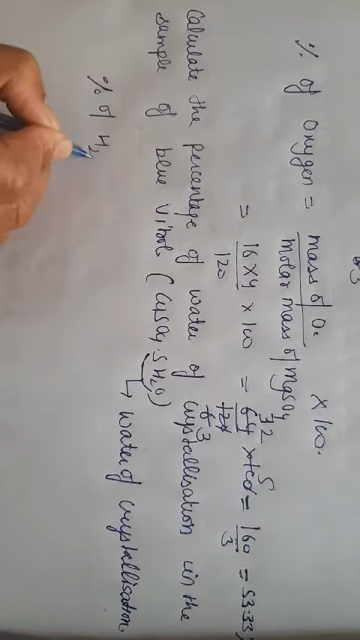 % of Oxygen = mass of O. / molar mass of MgSO4 × 100.
= 16 × 4 / 120 × 100 = 64 / 120 × 100 = 160 / 3 = 53.33%
32 5
6 3
Calculate the percentage of water of crystallisation in the
sample of blue vitrol (CuSO4.5H2O)
↳ water of crystallisation.
% of H2